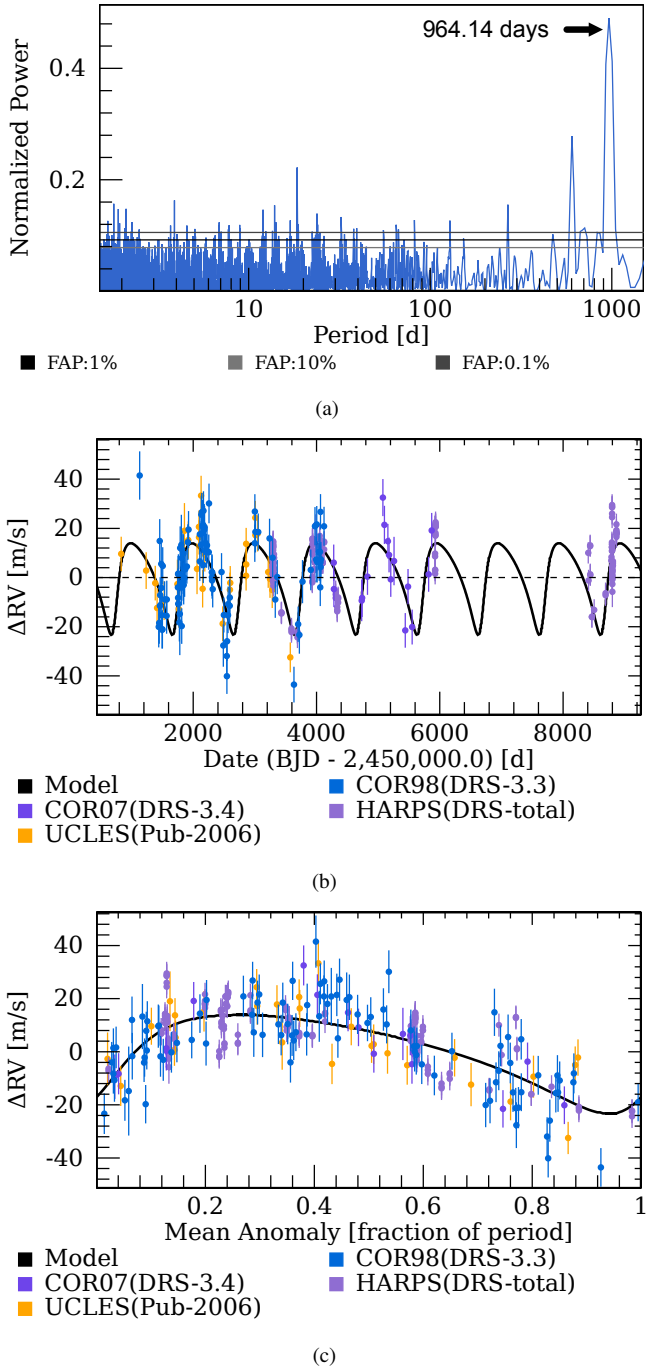 964.14 days
Normalized Power
0.4
0.2
10 100 1000
Period [d]
FAP:1% FAP:10% FAP:0.1%
(a)
ΔRV [m/s]
40
20
0
-20
-40
2000 4000 6000 8000
Date (BJD - 2,450,000.0) [d]
Model COR98(DRS-3.3)
COR07(DRS-3.4) HARPS(DRS-total)
UCLES(Pub-2006)
(b)
ΔRV [m/s]
40
20
0
-20
-40
0.2 0.4 0.6 0.8 1
Mean Anomaly [fraction of period]
Model COR98(DRS-3.3)
COR07(DRS-3.4) HARPS(DRS-total)
UCLES(Pub-2006)
(c)